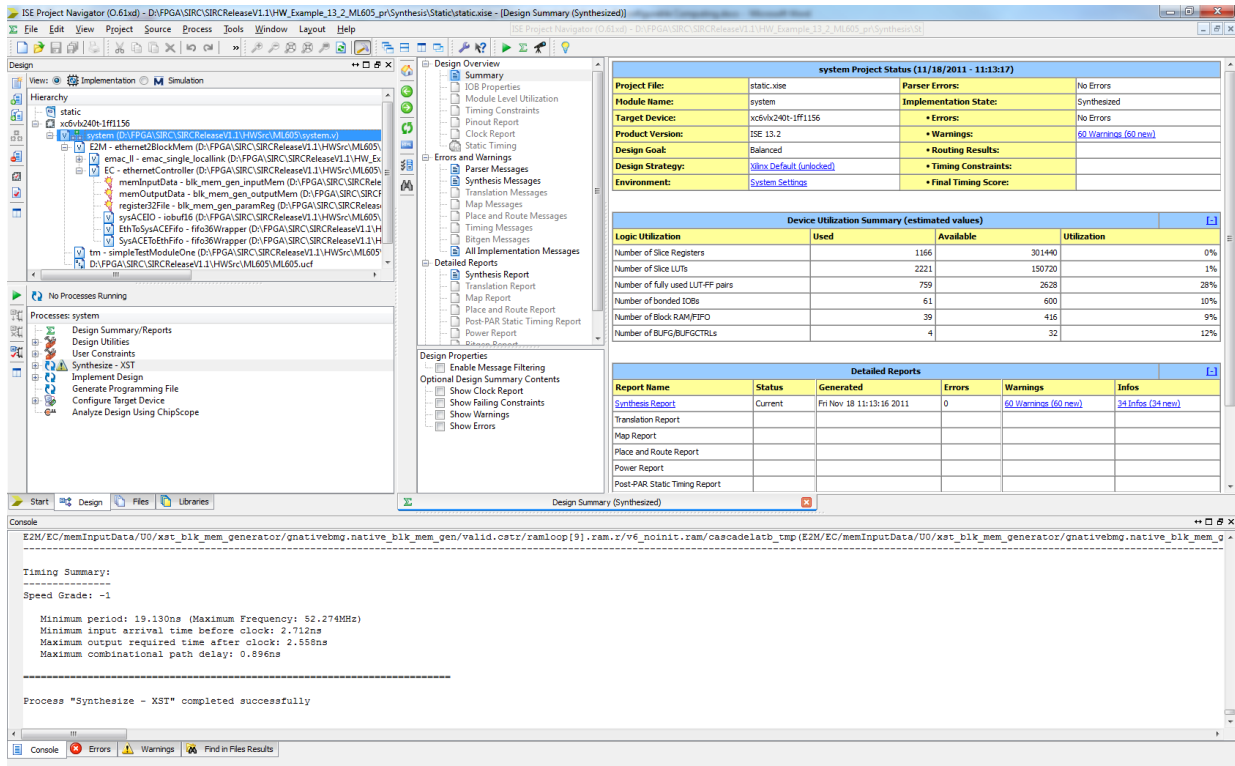 ISE Project Navigator (O.61xd) - D:\FPGA\SIRC\SIRCReleaseV1.1\HW_Example_13_2_ML605_pr\Synthesis\Static\static.xise - [Design Summary (Synthesized)]
File Edit View Project Source Process Tools Window Layout Help
Design
View: Implementation Simulation
Hierarchy
static
xc6vlx240t-1ff1156
system (D:\FPGA\SIRC\SIRCReleaseV1.1\HWSrc\ML605\system.v)
E2M - ethernet2BlockMem (D:\FPGA\SIRC\SIRCReleaseV1.1\HWSrc\ML605\
emac_ll - emac_single_locallink (D:\FPGA\SIRC\SIRCReleaseV1.1\HW_Ex
EC - ethernetController (D:\FPGA\SIRC\SIRCReleaseV1.1\HWSrc\ML605\
memInputData - blk_mem_gen_inputMem (D:\FPGA\SIRC\SIRCRele
memOutputData - blk_mem_gen_outputMem (D:\FPGA\SIRC\SIRCF
register32File - blk_mem_gen_paramReg (D:\FPGA\SIRC\SIRCReleas
sysACEIO - iobuf16 (D:\FPGA\SIRC\SIRCReleaseV1.1\HWSrc\ML605\
EthToSysACEFifo - fifo36Wrapper (D:\FPGA\SIRC\SIRCReleaseV1.1\H
SysACEToEthFifo - fifo36Wrapper (D:\FPGA\SIRC\SIRCReleaseV1.1\H
tm - simpleTestModuleOne (D:\FPGA\SIRC\SIRCReleaseV1.1\HWSrc\ML605
D:\FPGA\SIRC\SIRCReleaseV1.1\HWSrc\ML605\ML605.ucf
No Processes Running
Processes: system
Design Summary/Reports
Design Utilities
User Constraints
Synthesize - XST
Implement Design
Generate Programming File
Configure Target Device
Analyze Design Using ChipScope
Start Design Files Libraries
Design Overview
Summary
IOB Properties
Module Level Utilization
Timing Constraints
Pinout Report
Clock Report
Static Timing
Errors and Warnings
Parser Messages
Synthesis Messages
Translation Messages
Map Messages
Place and Route Messages
Timing Messages
Bitgen Messages
All Implementation Messages
Detailed Reports
Synthesis Report
Translation Report
Map Report
Place and Route Report
Post-PAR Static Timing Report
Power Report
Bitgen Report
Design Properties
Enable Message Filtering
Optional Design Summary Contents
Show Clock Report
Show Failing Constraints
Show Warnings
Show Errors
system Project Status (11/18/2011 - 11:13:17)
Project File: static.xise Parser Errors: No Errors
Module Name: system Implementation State: Synthesized
Target Device: xc6vlx240t-1ff1156 • Errors: No Errors
Product Version: ISE 13.2 • Warnings: 60 Warnings (60 new)
Design Goal: Balanced • Routing Results:
Design Strategy: Xilinx Default (unlocked) • Timing Constraints:
Environment: System Settings • Final Timing Score:
Device Utilization Summary (estimated values) [-]
Logic Utilization Used Available Utilization
Number of Slice Registers 1166 301440 0%
Number of Slice LUTs 2221 150720 1%
Number of fully used LUT-FF pairs 759 2628 28%
Number of bonded IOBs 61 600 10%
Number of Block RAM/FIFO 39 416 9%
Number of BUFG/BUFGCTRLs 4 32 12%
Detailed Reports [-]
Report Name Status Generated Errors Warnings Infos
Synthesis Report Current Fri Nov 18 11:13:16 2011 0 60 Warnings (60 new) 34 Infos (34 new)
Translation Report
Map Report
Place and Route Report
Power Report
Post-PAR Static Timing Report
Design Summary (Synthesized)
Console
E2M/EC/memInputData/U0/xst_blk_mem_generator/gnativebmg.native_blk_mem_gen/valid.cstr/ramloop[9].ram.r/v6_noinit.ram/cascadelatb_tmp(E2M/EC/memInputData/U0/xst_blk_mem_generator/gnativebmg.native_blk_mem_g
Timing Summary:
---------------
Speed Grade: -1
Minimum period: 19.130ns (Maximum Frequency: 52.274MHz)
Minimum input arrival time before clock: 2.712ns
Maximum output required time after clock: 2.558ns
Maximum combinational path delay: 0.896ns
=========================================================================
Process "Synthesize - XST" completed successfully
Console Errors Warnings Find in Files Results